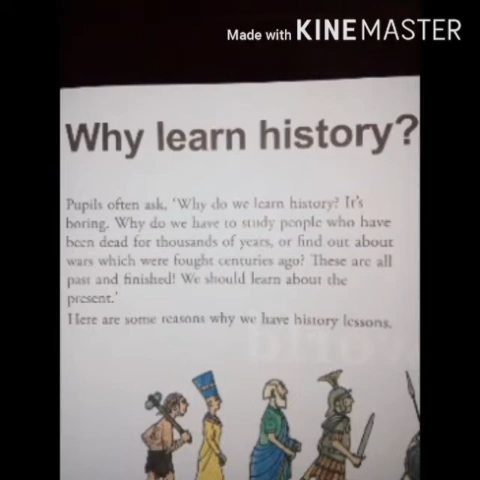 Made with KINEMASTER
Why learn history?
Pupils often ask, 'Why do we learn history? It's
boring. Why do we have to study people who have
been dead for thousands of years, or find out about
wars which were fought centuries ago? These are all
past and finished! We should learn about the
present.'
Here are some reasons why we have history lessons.